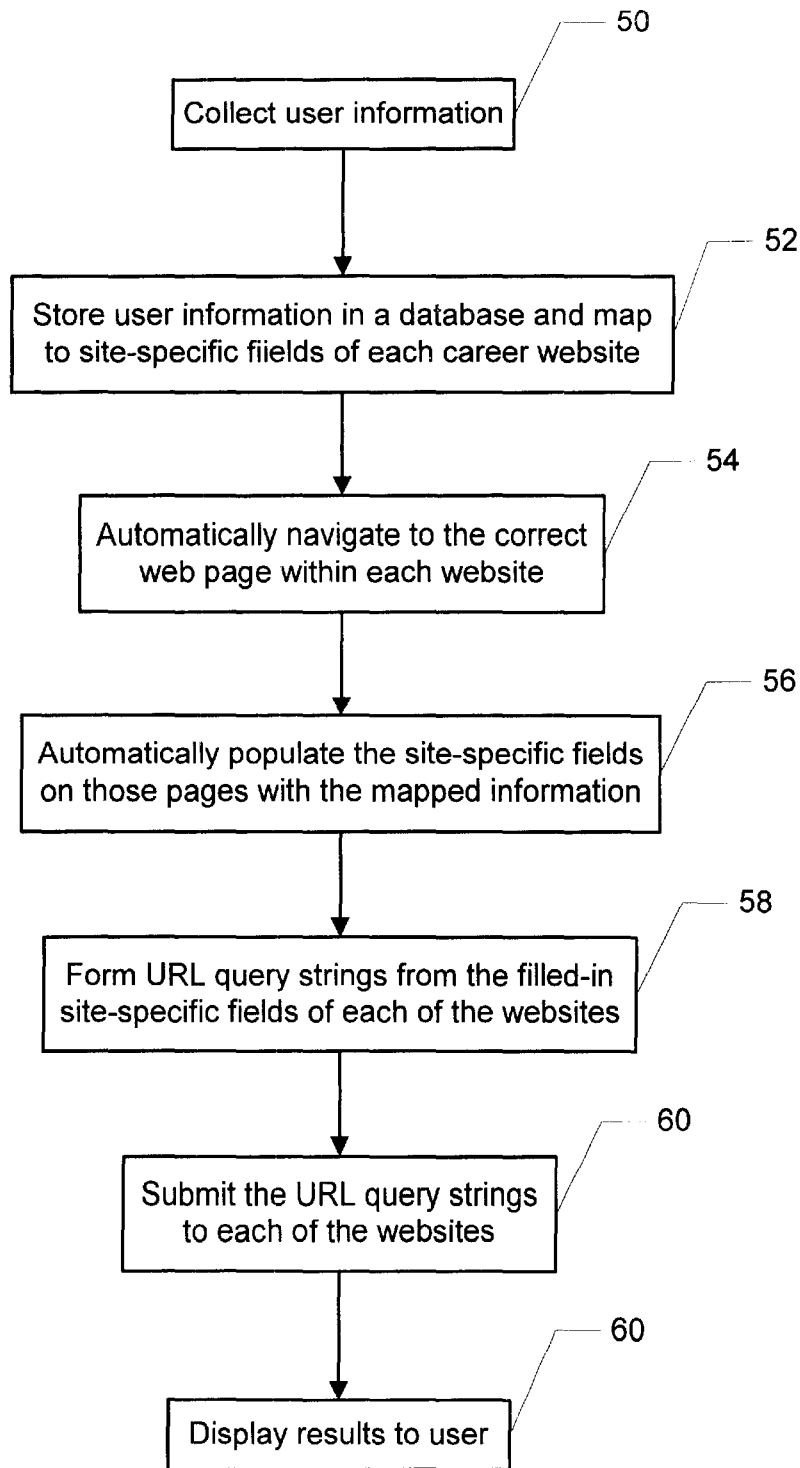 50
Collect user information
52
Store user information in a database and map
to site-specific fiields of each career website
54
Automatically navigate to the correct
web page within each website
56
Automatically populate the site-specific fields
on those pages with the mapped information
58
Form URL query strings from the filled-in
site-specific fields of each of the websites
60
Submit the URL query strings
to each of the websites
60
Display results to user